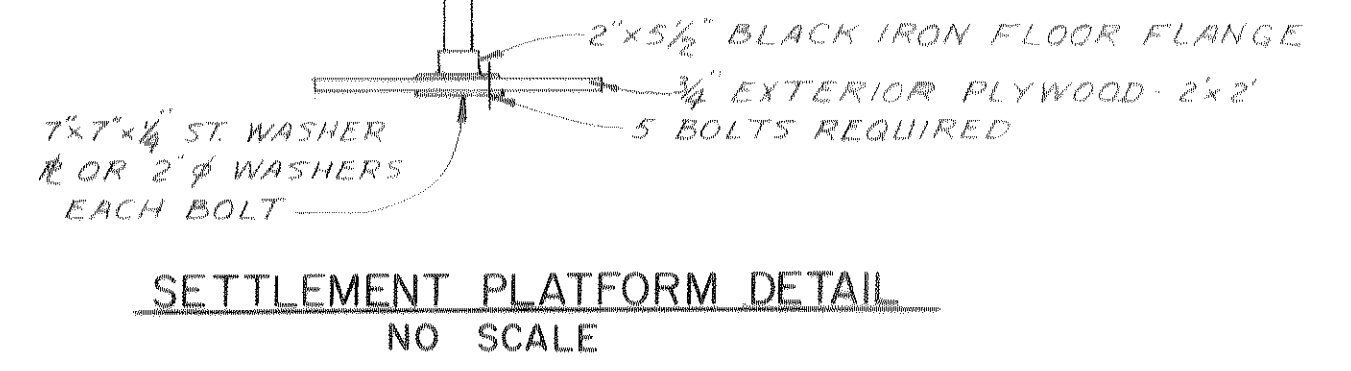 2"x5½" BLACK IRON FLOOR FLANGE
¾" EXTERIOR PLYWOOD - 2'x2'
5 BOLTS REQUIRED
7"x7"x¼" ST. WASHER
℄ OR 2" ø WASHERS
EACH BOLT
SETTLEMENT PLATFORM DETAIL
NO SCALE